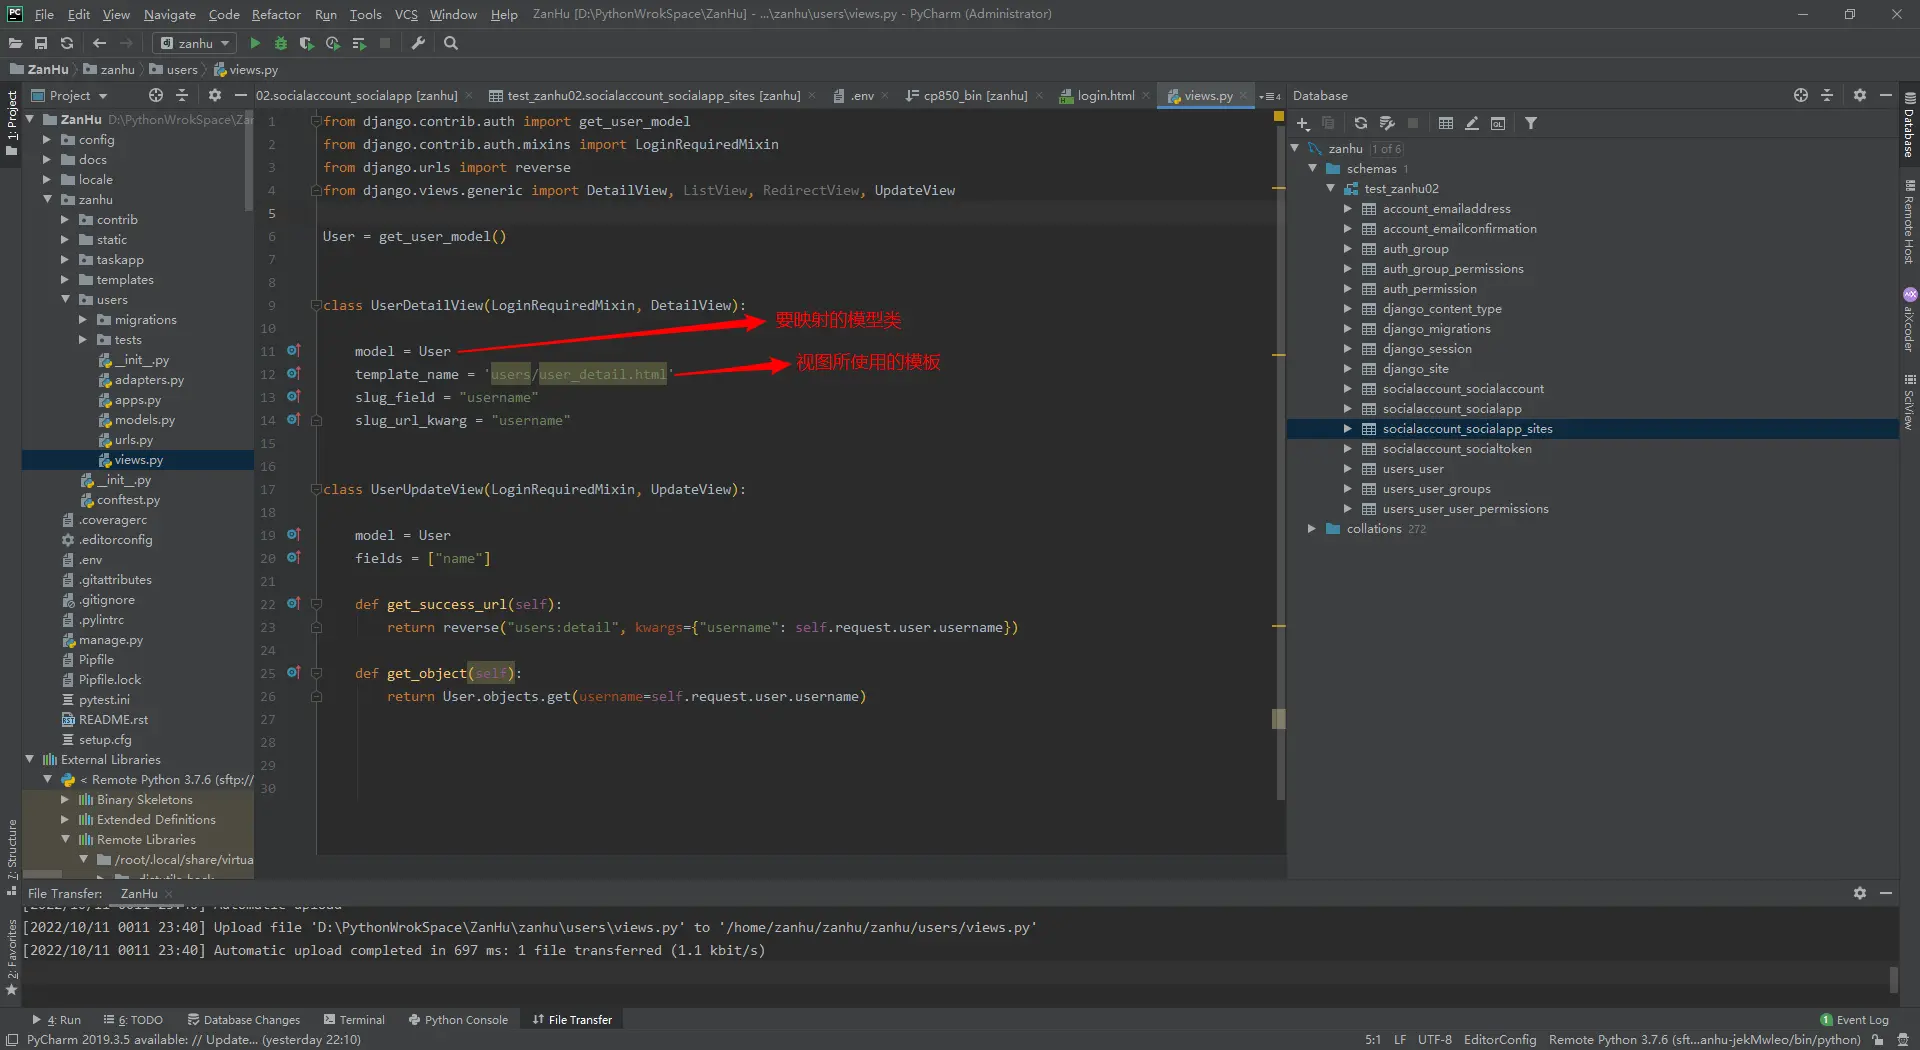 File Edit View Navigate Code Refactor Run Tools VCS Window Help ZanHu [D:\PythonWrokSpace\ZanHu] - ...\zanhu\users\views.py - PyCharm (Administrator)
zanhu
ZanHu zanhu users views.py
Project
02.socialaccount_socialapp [zanhu] test_zanhu02.socialaccount_socialapp_sites [zanhu] .env cp850_bin [zanhu] login.html views.py
1: Project
ZanHu D:\PythonWrokSpace\Zar
config
docs
locale
zanhu
contrib
static
taskapp
templates
users
migrations
tests
__init__.py
adapters.py
apps.py
models.py
urls.py
views.py
__init__.py
conftest.py
.coveragerc
.editorconfig
.env
.gitattributes
.gitignore
.pylintrc
manage.py
Pipfile
Pipfile.lock
pytest.ini
README.rst
setup.cfg
External Libraries
< Remote Python 3.7.6 (sftp://
Binary Skeletons
Extended Definitions
Remote Libraries
/root/.local/share/virtua
7: Structure
2: Favorites
1 from django.contrib.auth import get_user_model
2 from django.contrib.auth.mixins import LoginRequiredMixin
3 from django.urls import reverse
4 from django.views.generic import DetailView, ListView, RedirectView, UpdateView
5
6 User = get_user_model()
7
8
9 class UserDetailView(LoginRequiredMixin, DetailView):
10
要映射的模型类
11 model = User
视图所使用的模板
12 template_name = 'users/user_detail.html'
13 slug_field = "username"
14 slug_url_kwarg = "username"
15
16
17 class UserUpdateView(LoginRequiredMixin, UpdateView):
18
19 model = User
20 fields = ["name"]
21
22 def get_success_url(self):
23 return reverse("users:detail", kwargs={"username": self.request.user.username})
24
25 def get_object(self):
26 return User.objects.get(username=self.request.user.username)
27
28
29
30
Database
zanhu 1 of 6
schemas 1
test_zanhu02
account_emailaddress
account_emailconfirmation
auth_group
auth_group_permissions
auth_permission
django_content_type
django_migrations
django_session
django_site
socialaccount_socialaccount
socialaccount_socialapp
socialaccount_socialapp_sites
socialaccount_socialtoken
users_user
users_user_groups
users_user_user_permissions
collations 272
Database
Remote Host
aiXcoder
SciView
File Transfer: ZanHu
[2022/10/11 0011 23:40] Upload file 'D:\PythonWrokSpace\ZanHu\zanhu\users\views.py' to '/home/zanhu/zanhu/zanhu/users/views.py'
[2022/10/11 0011 23:40] Automatic upload completed in 697 ms: 1 file transferred (1.1 kbit/s)
4: Run 6: TODO Database Changes Terminal Python Console File Transfer 1 Event Log
PyCharm 2019.3.5 available: // Update... (yesterday 22:10) 5:1 LF UTF-8 EditorConfig Remote Python 3.7.6 (sft...anhu-jekMwleo/bin/python)